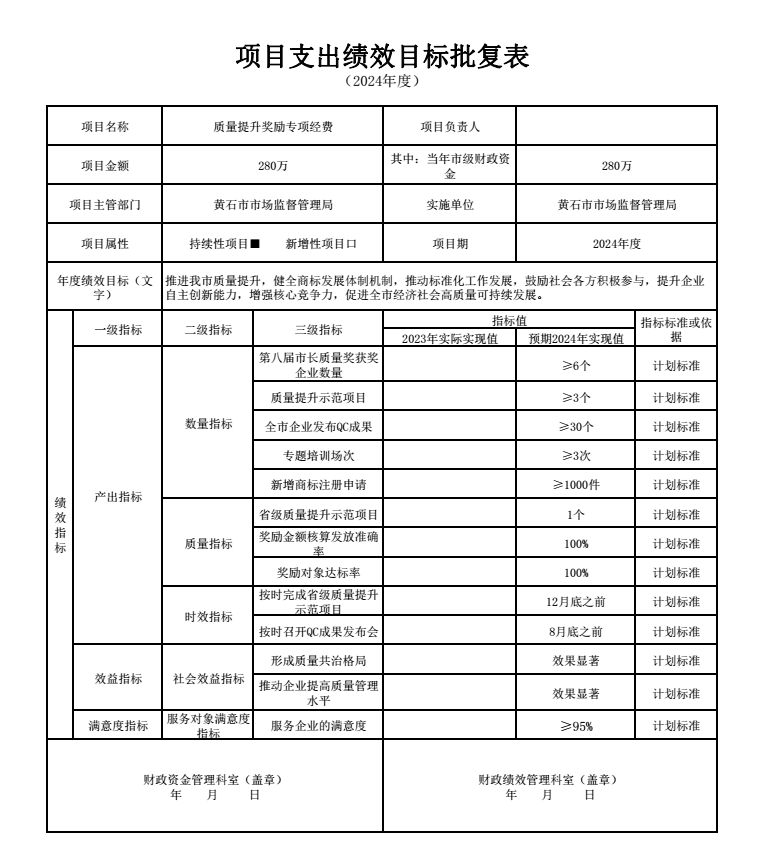 项目支出绩效目标批复表
（2024年度）
项目名称 质量提升奖励专项经费 项目负责人
项目金额 280万 其中：当年市级财政资金 280万
项目主管部门 黄石市市场监督管理局 实施单位 黄石市市场监督管理局
项目属性 持续性项目■ 新增性项目口 项目期 2024年度
年度绩效目标（文字） 推进我市质量提升，健全商标发展体制机制，推动标准化工作发展，鼓励社会各方积极参与，提升企业
自主创新能力，增强核心竞争力，促进全市经济社会高质量可持续发展。
绩效指标
一级指标 二级指标 三级指标 指标值 指标标准或依据
2023年实际实现值 预期2024年实现值
产出指标 数量指标 第八届市长质量奖获奖企业数量 ≥6个 计划标准
质量提升示范项目 ≥3个 计划标准
全市企业发布QC成果 ≥30个 计划标准
专题培训场次 ≥3次 计划标准
新增商标注册申请 ≥1000件 计划标准
质量指标 省级质量提升示范项目 1个 计划标准
奖励金额核算发放准确率 100% 计划标准
奖励对象达标率 100% 计划标准
时效指标 按时完成省级质量提升示范项目 12月底之前 计划标准
按时召开QC成果发布会 8月底之前 计划标准
效益指标 社会效益指标 形成质量共治格局 效果显著 计划标准
推动企业提高质量管理水平 效果显著 计划标准
满意度指标 服务对象满意度指标 服务企业的满意度 ≥95% 计划标准
财政资金管理科室（盖章） 财政绩效管理科室（盖章）
年 月 日 年 月 日